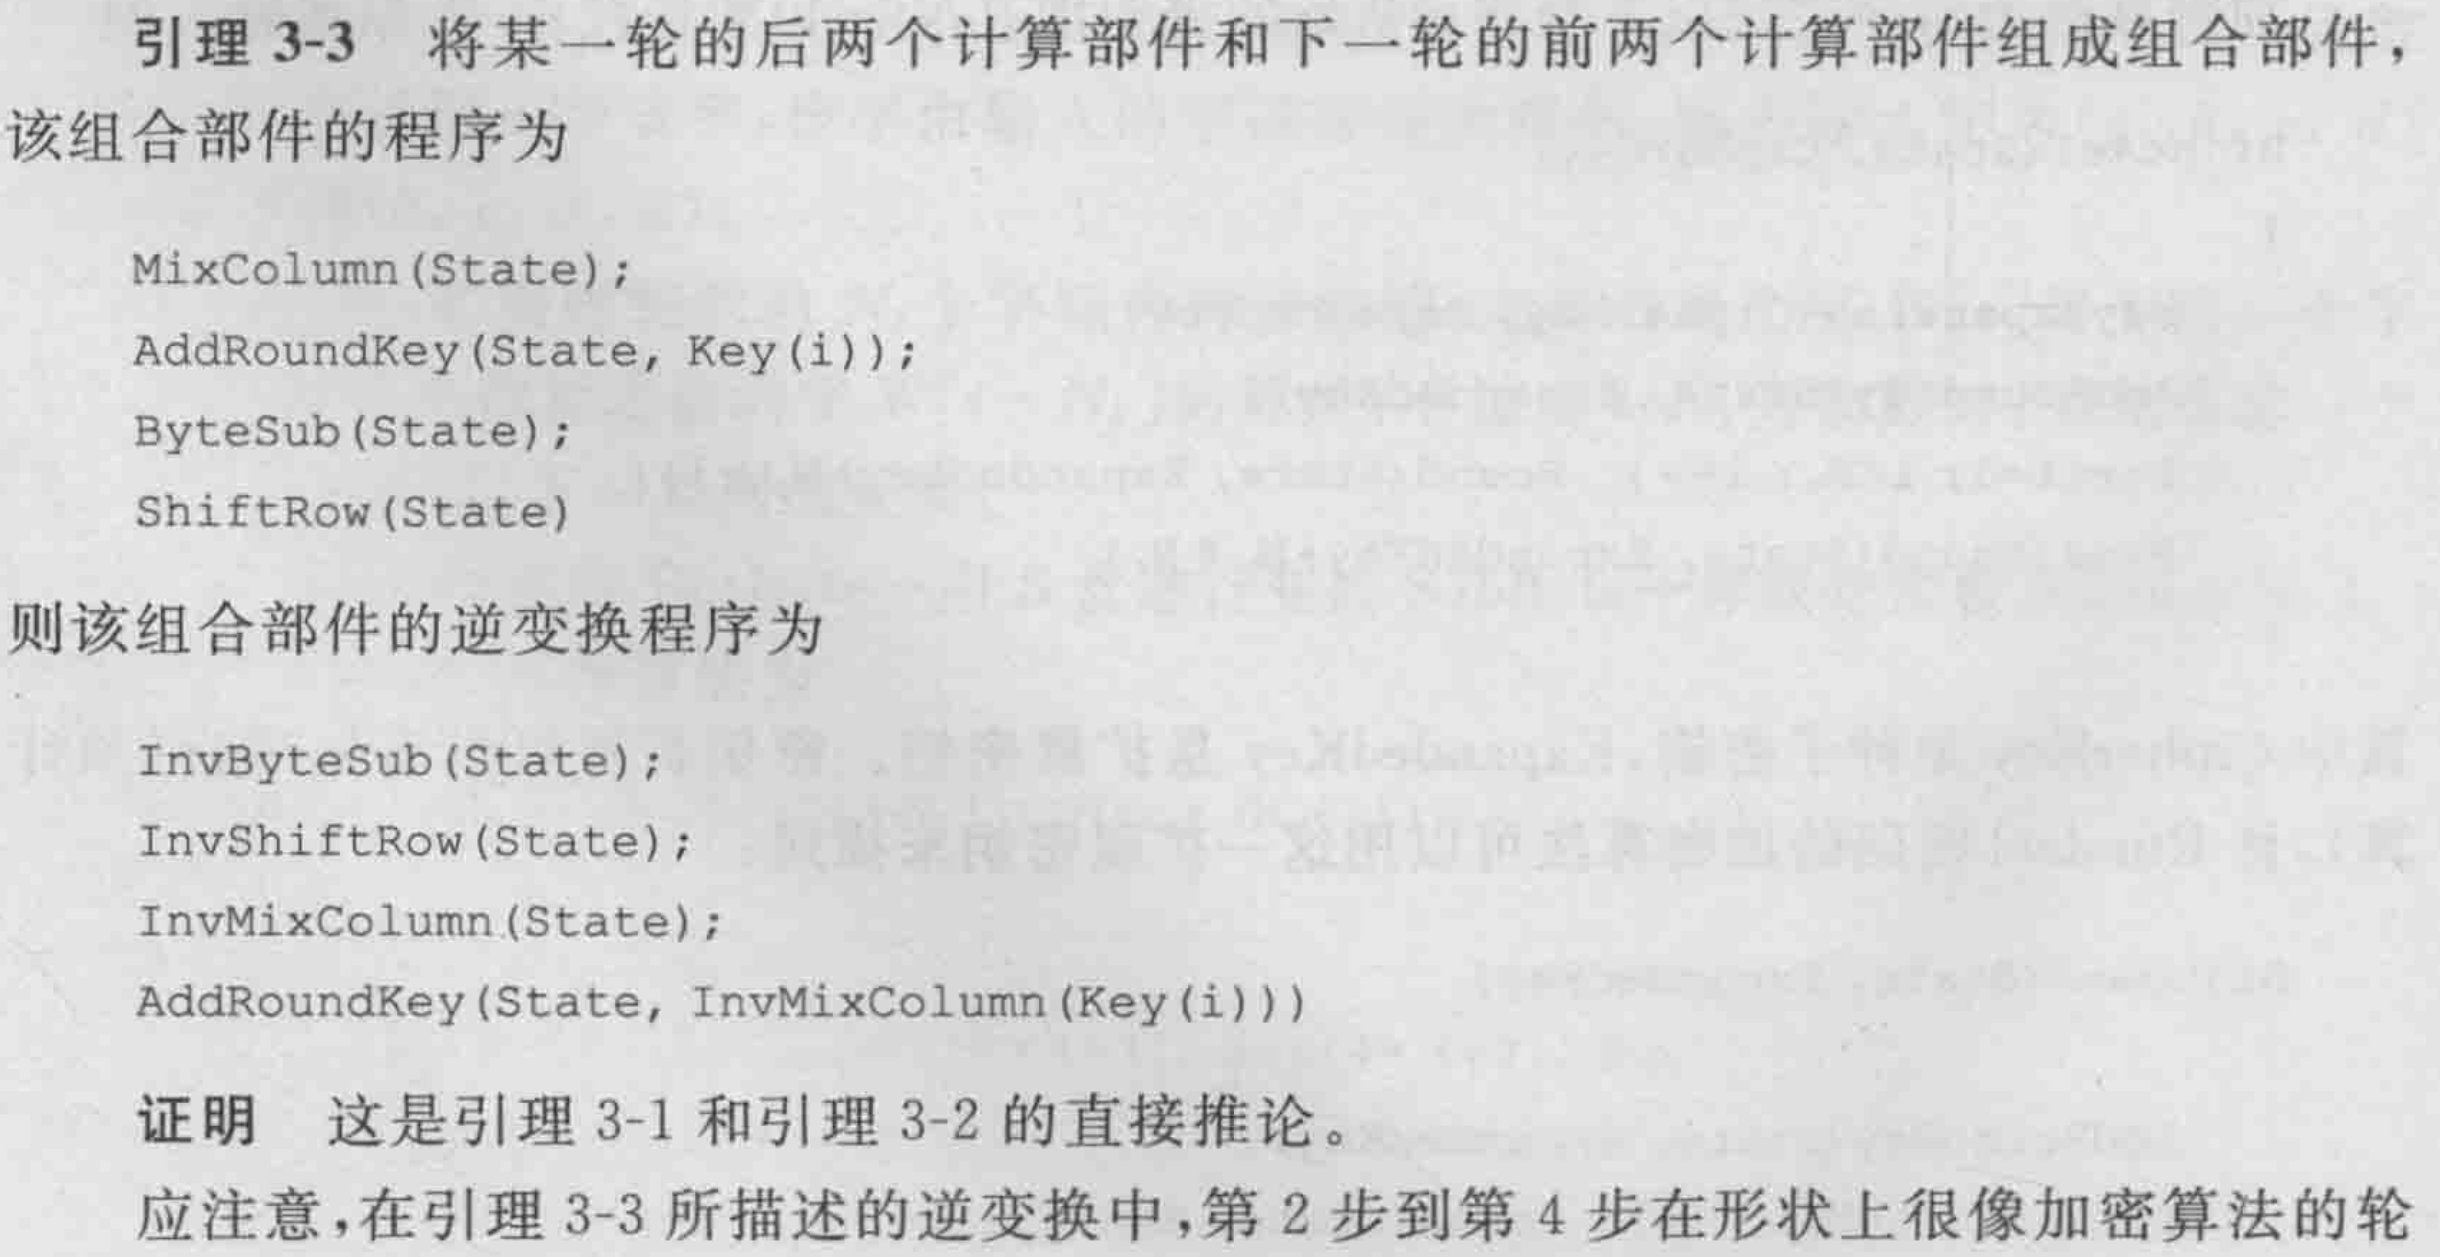 引理 3-3 将某一轮的后两个计算部件和下一轮的前两个计算部件组成组合部件，
该组合部件的程序为
MixColumn(State);
AddRoundKey(State, Key(i));
ByteSub(State);
ShiftRow(State)
则该组合部件的逆变换程序为
InvByteSub(State);
InvShiftRow(State);
InvMixColumn(State);
AddRoundKey(State, InvMixColumn(Key(i)))
证明 这是引理 3-1 和引理 3-2 的直接推论。
应注意,在引理 3-3 所描述的逆变换中,第 2 步到第 4 步在形状上很像加密算法的轮